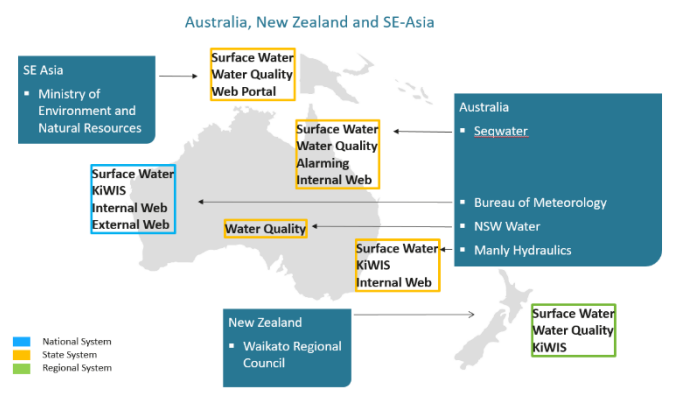 Australia, New Zealand and SE-Asia
SE Asia
Ministry of
Environment and
Natural Resources
Surface Water
Water Quality
Web Portal
Australia
Seqwater
Bureau of Meteorology
NSW Water
Manly Hydraulics
Surface Water
Water Quality
Alarming
Internal Web
Surface Water
KiWIS
Internal Web
External Web
Water Quality
Surface Water
KiWIS
Internal Web
New Zealand
Waikato Regional
Council
Surface Water
Water Quality
KiWIS
National System
State System
Regional System